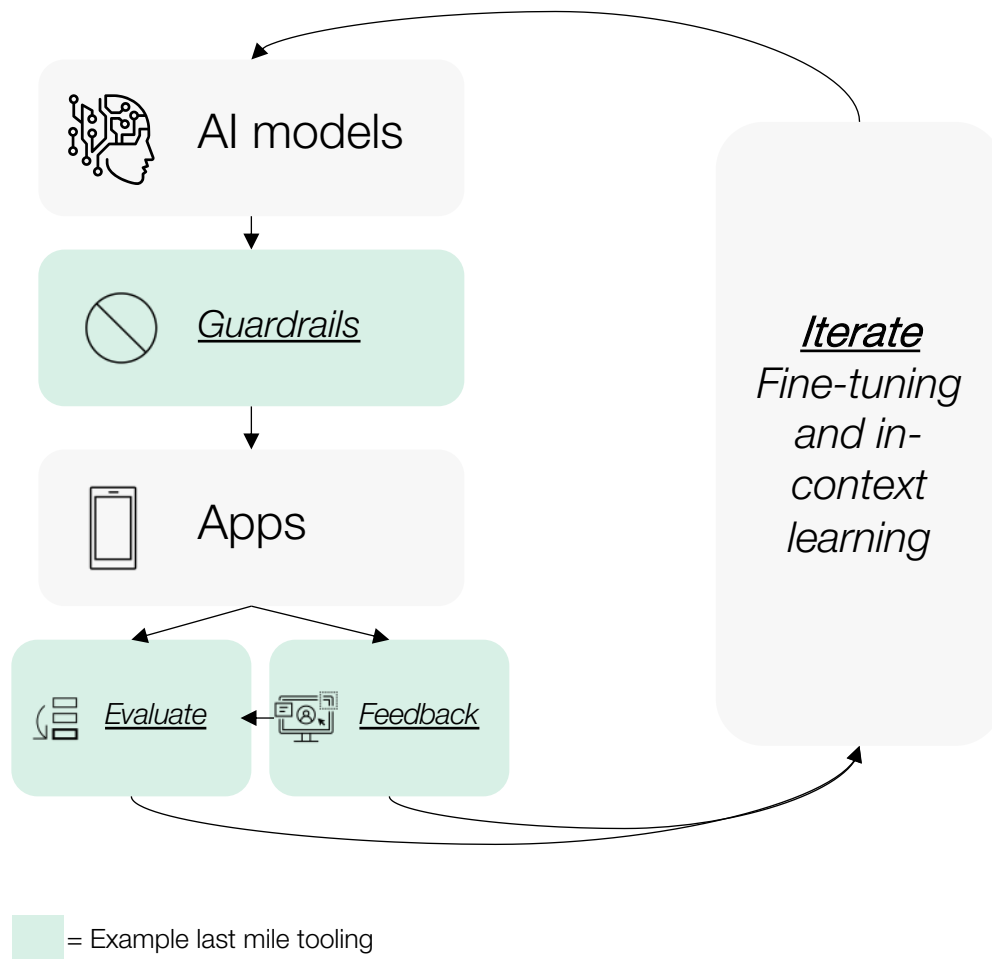 AI models
Guardrails
Apps
Evaluate
Feedback
Iterate
Fine-tuning
and in-
context
learning
= Example last mile tooling